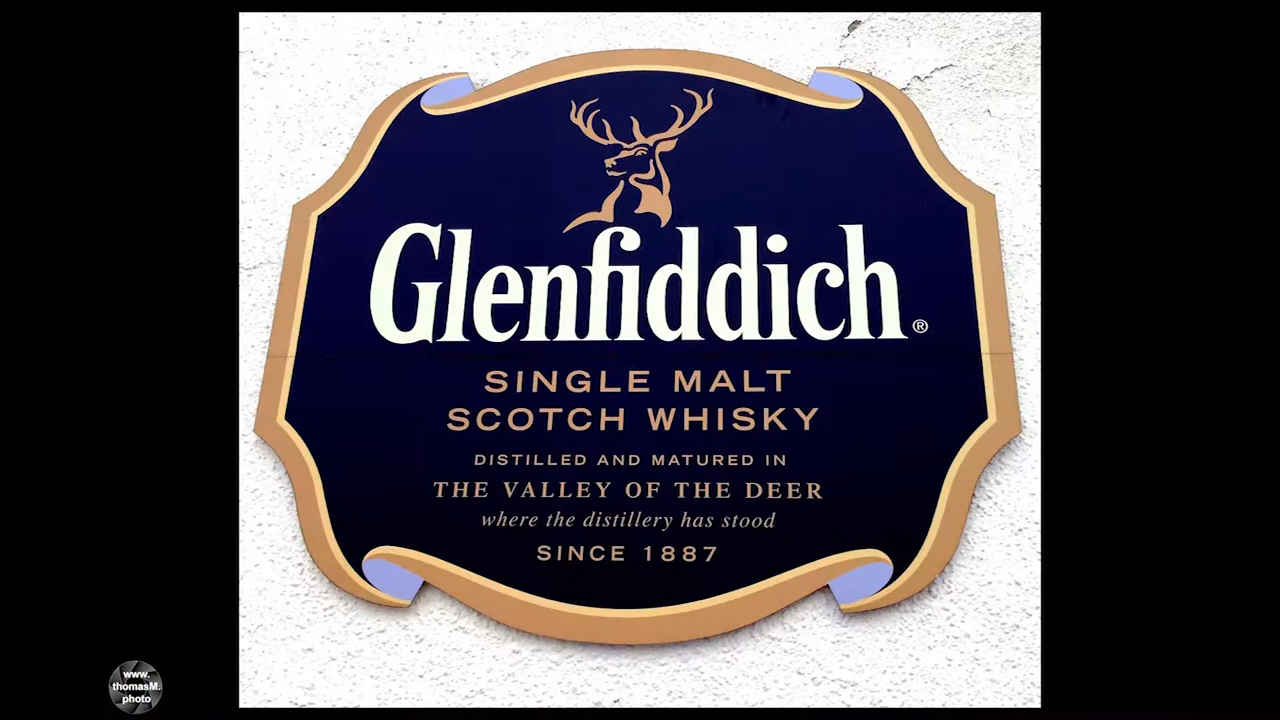 Glenfiddich®
SINGLE MALT
SCOTCH WHISKY
DISTILLED AND MATURED IN
THE VALLEY OF THE DEER
where the distillery has stood
SINCE 1887
www.
thomasM.
photo